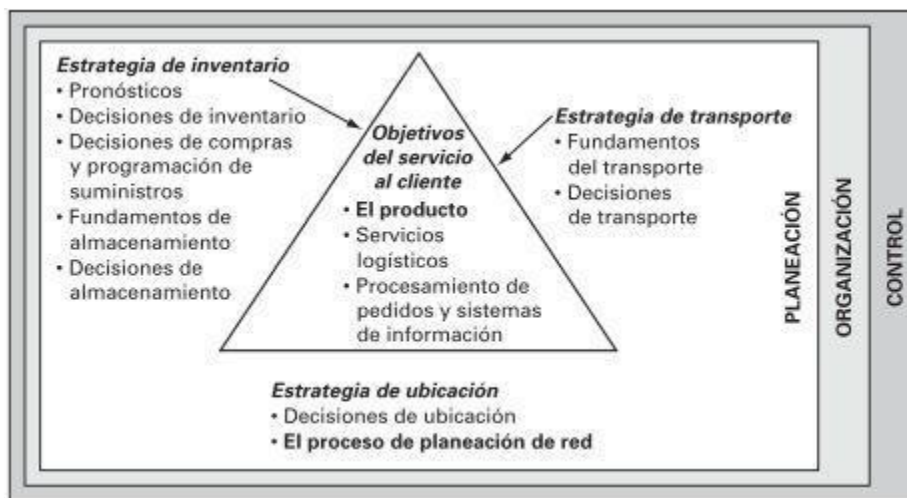 Estrategia de inventario
• Pronósticos
• Decisiones de inventario
• Decisiones de compras
y programación de
suministros
• Fundamentos de
almacenamiento
• Decisiones de
almacenamiento
Objetivos
del servicio
al cliente
• El producto
• Servicios
logísticos
• Procesamiento de
pedidos y sistemas
de información
Estrategia de transporte
• Fundamentos
del transporte
• Decisiones
de transporte
Estrategia de ubicación
• Decisiones de ubicación
• El proceso de planeación de red
PLANEACIÓN
ORGANIZACIÓN
CONTROL